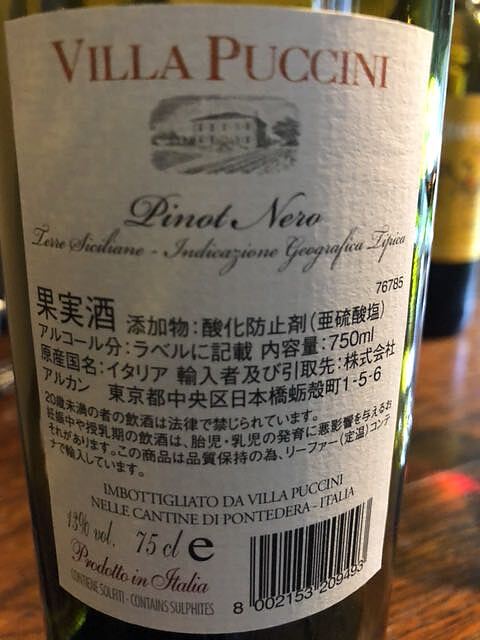 VILLA PUCCINI
Pinot Nero
Terre Siciliane - Indicazione Geografica Tipica
76785
果実酒 添加物:酸化防止剤(亜硫酸塩)
アルコール分:ラベルに記載 内容量:750ml
原産国名:イタリア 輸入者及び引取先:株式会社
アルカン 東京都中央区日本橋蛎殻町1-5-6
20歳未満の者の飲酒は法律で禁じられています。
妊娠中や授乳期の飲酒は、胎児・乳児の発育に悪影響を与えるお
それがあります。この商品は品質保持の為、リーファー(定温)コンテ
ナで輸入しています。
IMBOTTIGLIATO DA VILLA PUCCINI
NELLE CANTINE DI PONTEDERA - ITALIA
13% vol. 75 cl e
Prodotto in Italia
CONTIENE SOLFITI - CONTAINS SULPHITES
8 002153 209493